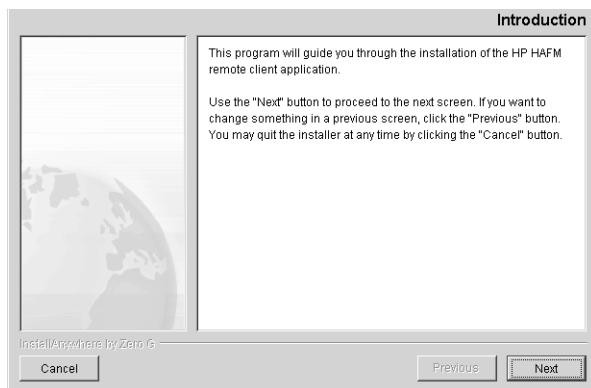 Introduction
This program will guide you through the installation of the HP HAFM
remote client application.
Use the "Next" button to proceed to the next screen. If you want to
change something in a previous screen, click the "Previous" button.
You may quit the installer at any time by clicking the "Cancel" button.
InstallAnywhere by Zero G
Cancel
Previous
Next